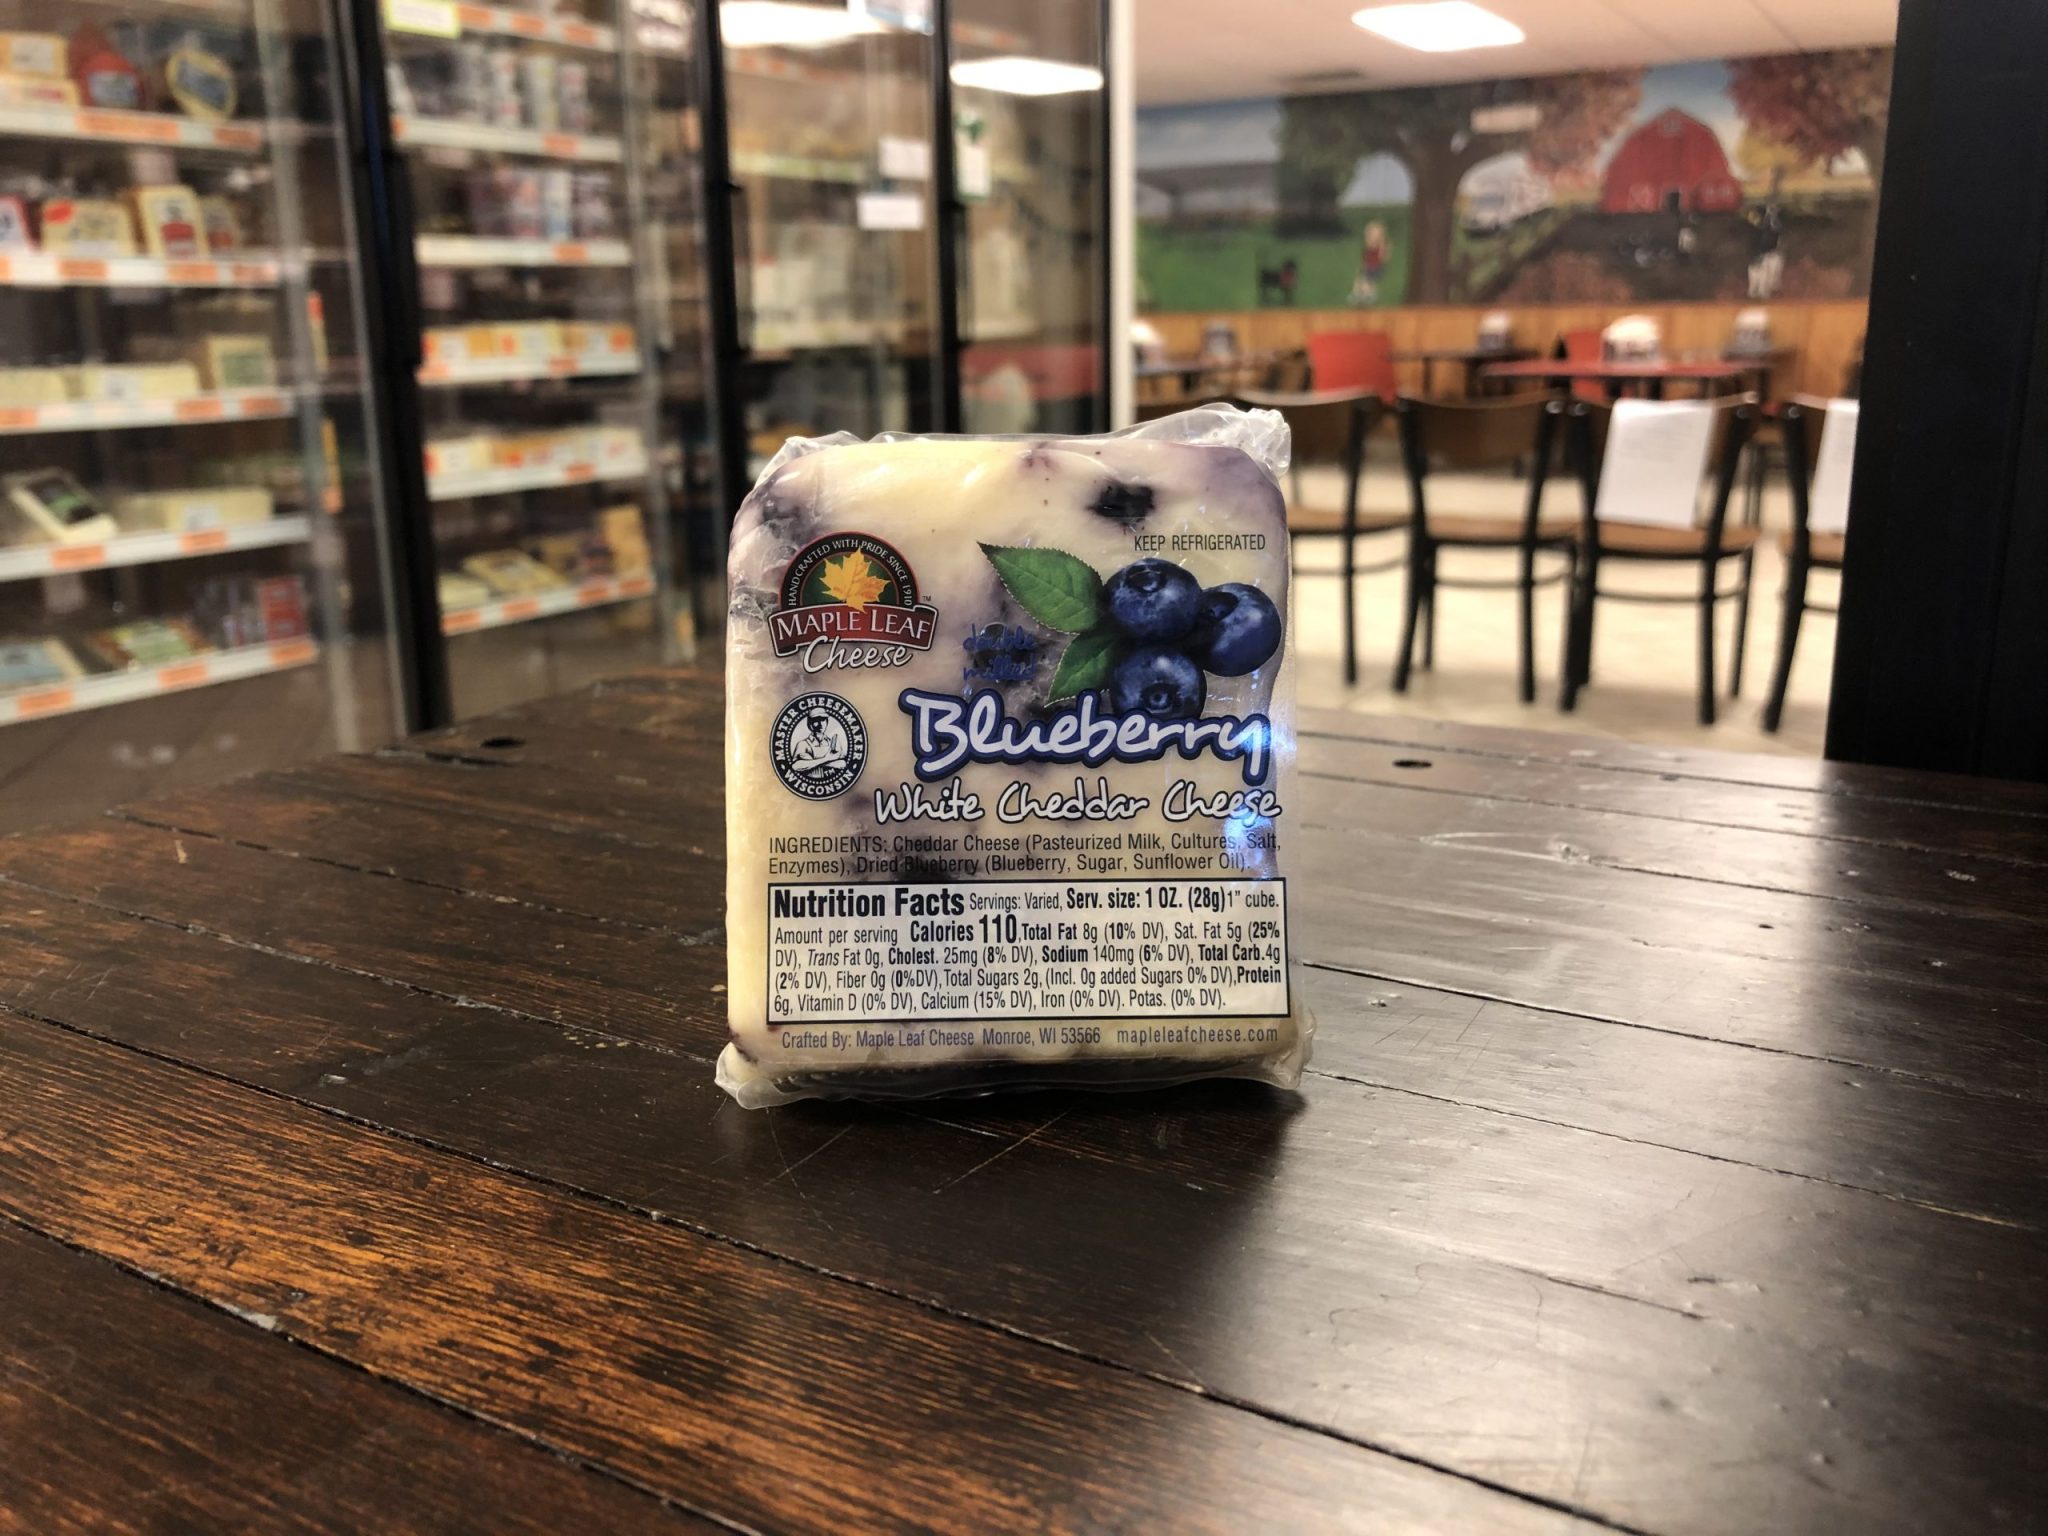 KEEP REFRIGERATED
HANDCRAFTED WITH PRIDE SINCE 1910
MAPLE LEAF™
Cheese
double
milled
MASTER CHEESEMAKER
WISCONSIN
Blueberry
White Cheddar Cheese
INGREDIENTS: Cheddar Cheese (Pasteurized Milk, Cultures, Salt,
Enzymes), Dried Blueberry (Blueberry, Sugar, Sunflower Oil).
Nutrition Facts Servings: Varied, Serv. size: 1 OZ. (28g)1" cube.
Amount per serving Calories 110,Total Fat 8g (10% DV), Sat. Fat 5g (25%
DV), Trans Fat 0g, Cholest. 25mg (8% DV), Sodium 140mg (6% DV), Total Carb.4g
(2% DV), Fiber 0g (0%DV), Total Sugars 2g, (Incl. 0g added Sugars 0% DV),Protein
6g, Vitamin D (0% DV), Calcium (15% DV), Iron (0% DV). Potas. (0% DV).
Crafted By: Maple Leaf Cheese Monroe, WI 53566 mapleleafcheese.com